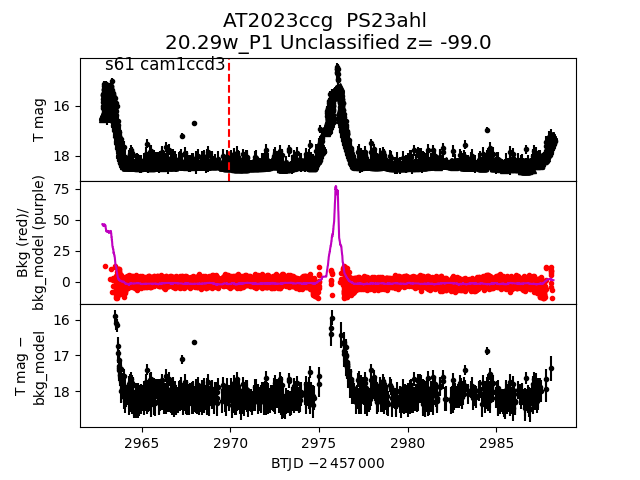 AT2023ccg PS23ahl
20.29w_P1 Unclassified z= -99.0
s61 cam1ccd3
T mag
16
18
Bkg (red)/
bkg_model (purple)
75
50
25
0
T mag −
bkg_model
16
17
18
2965 2970 2975 2980 2985
BTJD −2 457 000